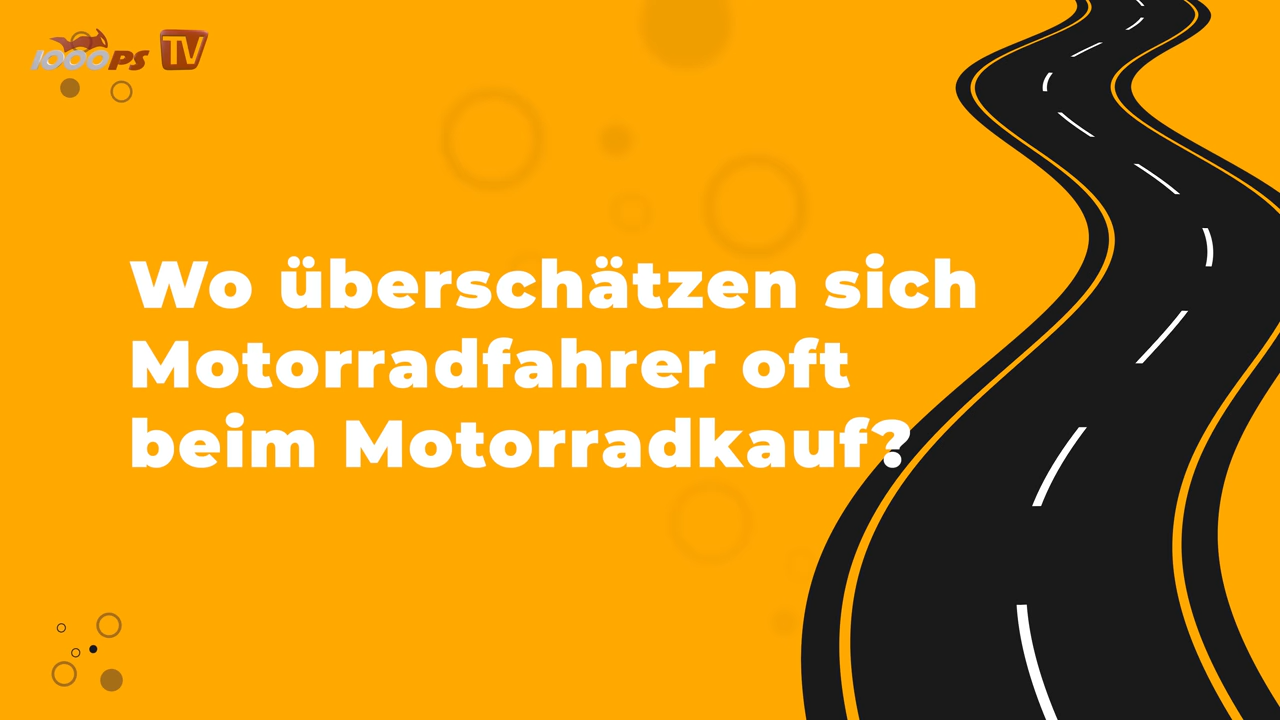 1000PS TV
Wo überschätzen sich
Motorradfahrer oft
beim Motorradkauf?